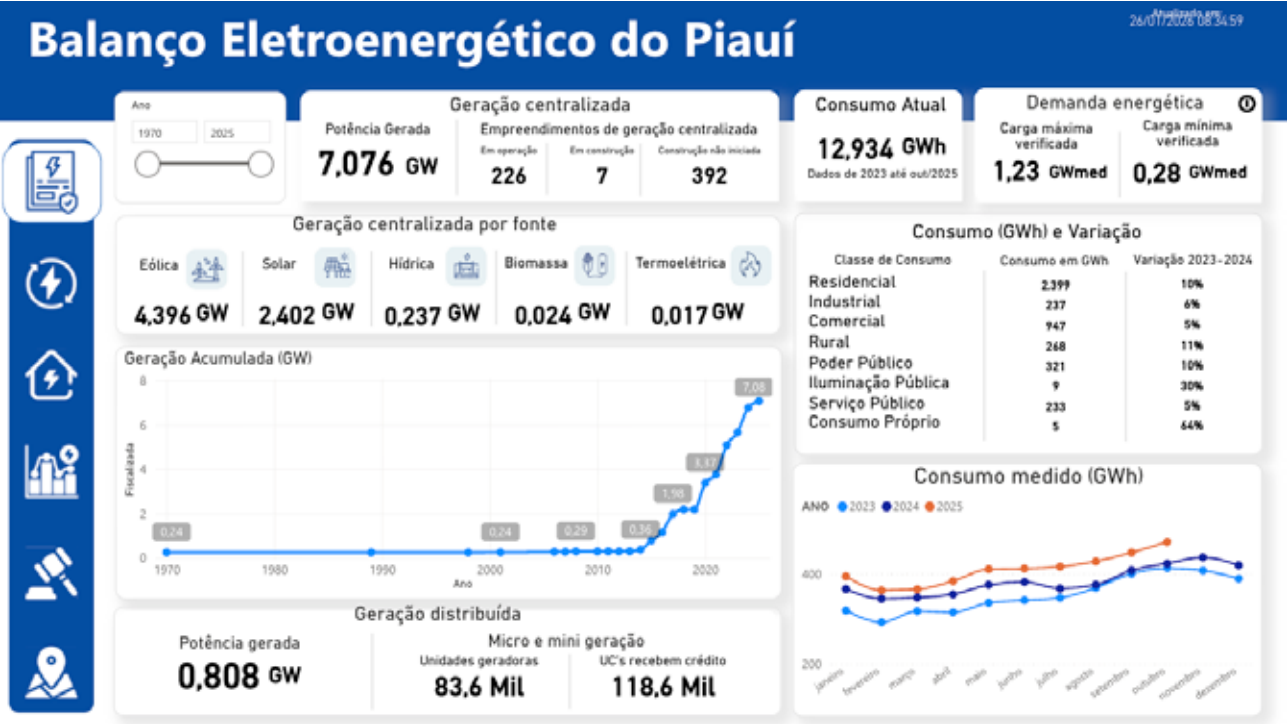 Atualizado em:
26/01/2026 08:34:59
Balanço Eletroenergético do Piauí
Ano
1970 2025
Geração centralizada
Potência Gerada
7,076 GW
Empreendimentos de geração centralizada
Em operação Em construção Construção não iniciada
226 7 392
Consumo Atual
12,934 GWh
Dados de 2023 até out/2025
Demanda energética
Carga máxima
verificada
1,23 GWmed
Carga mínima
verificada
0,28 GWmed
Geração centralizada por fonte
Eólica Solar Hídrica Biomassa Termoelétrica
4,396 GW 2,402 GW 0,237 GW 0,024 GW 0,017 GW
Geração Acumulada (GW)
Fiscalizada
8
6
4
2
0
0,24 0,24 0,29 0,36 1,98 3,37 7,08
1970 1980 1990 2000 2010 2020
Ano
Geração distribuída
Potência gerada
0,808 GW
Micro e mini geração
Unidades geradoras UC's recebem crédito
83,6 Mil 118,6 Mil
Consumo (GWh) e Variação
Classe de Consumo Consumo em GWh Variação 2023-2024
Residencial 2.399 10%
Industrial 237 6%
Comercial 947 5%
Rural 268 11%
Poder Público 321 10%
Iluminação Pública 9 30%
Serviço Público 233 5%
Consumo Próprio 5 64%
Consumo medido (GWh)
ANO 2023 2024 2025
400
200
janeiro fevereiro março abril maio junho julho agosto setembro outubro novembro dezembro